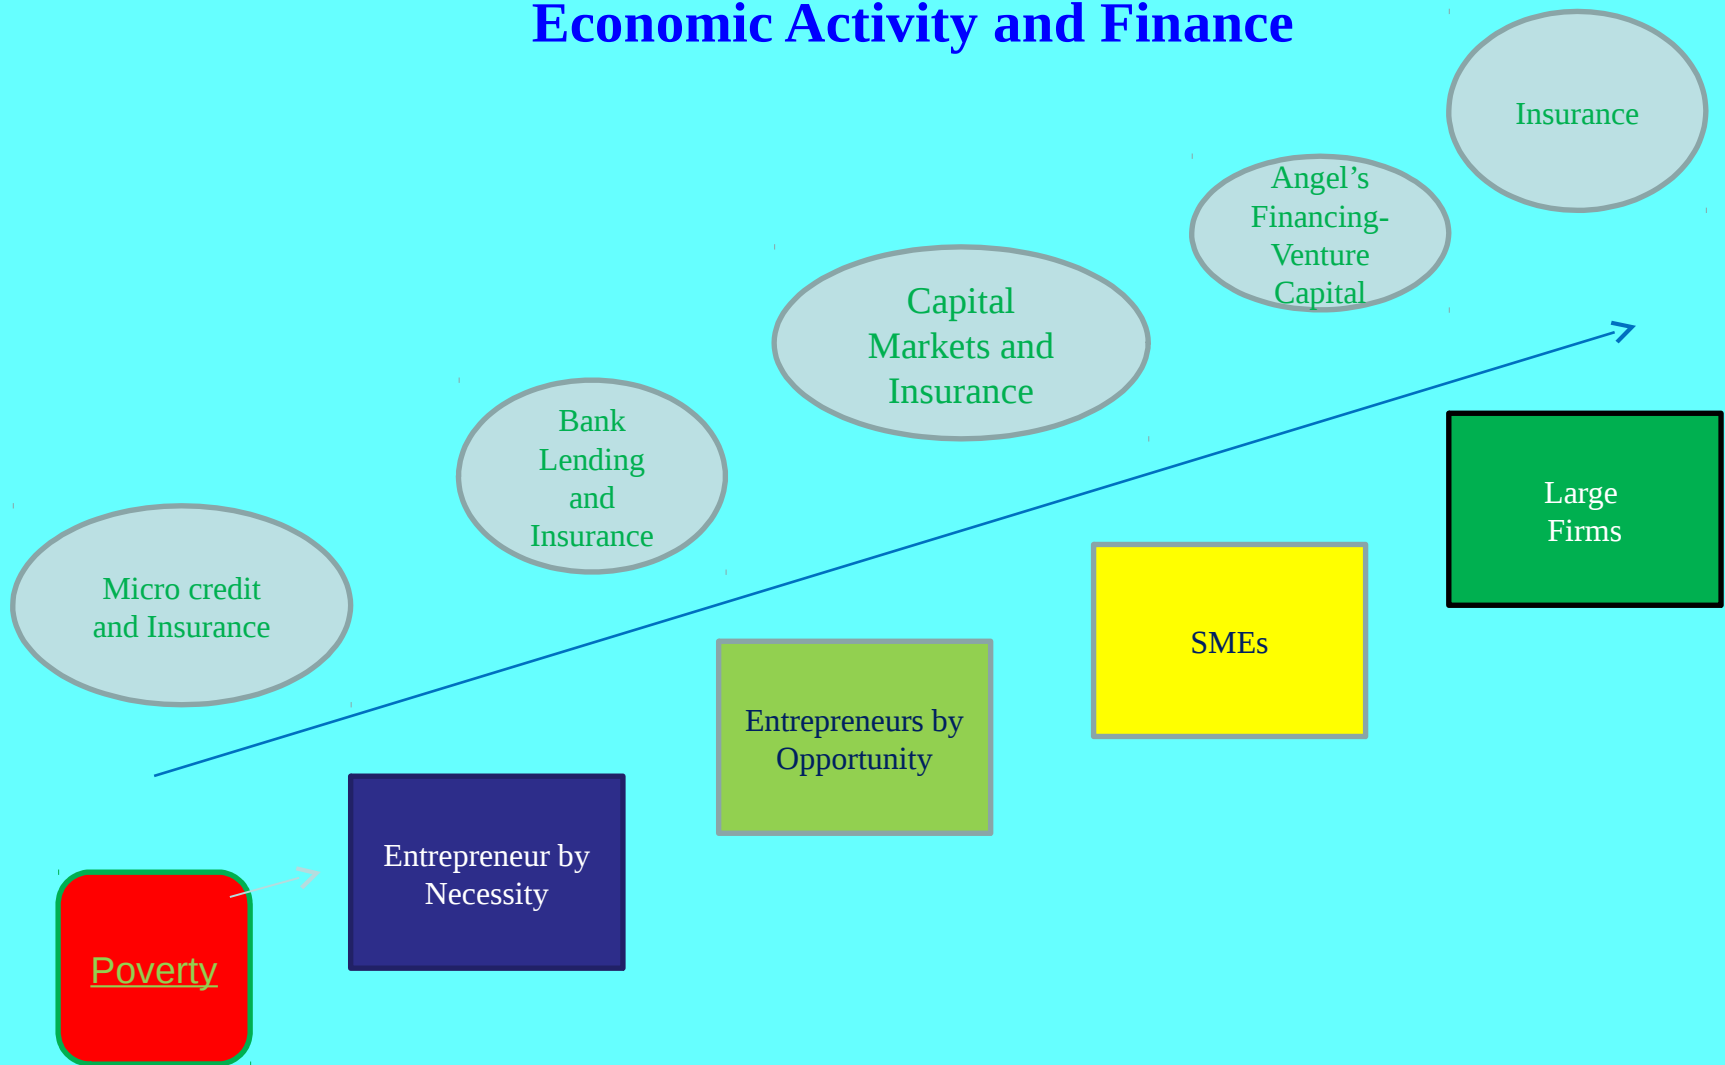 Economic Activity and Finance
Insurance
Angel’s
Financing-
Venture
Capital
Capital
Markets and
Insurance
Bank
Lending
and
Insurance
Micro credit
and Insurance
Large
Firms
SMEs
Entrepreneurs by
Opportunity
Entrepreneur by
Necessity
Poverty